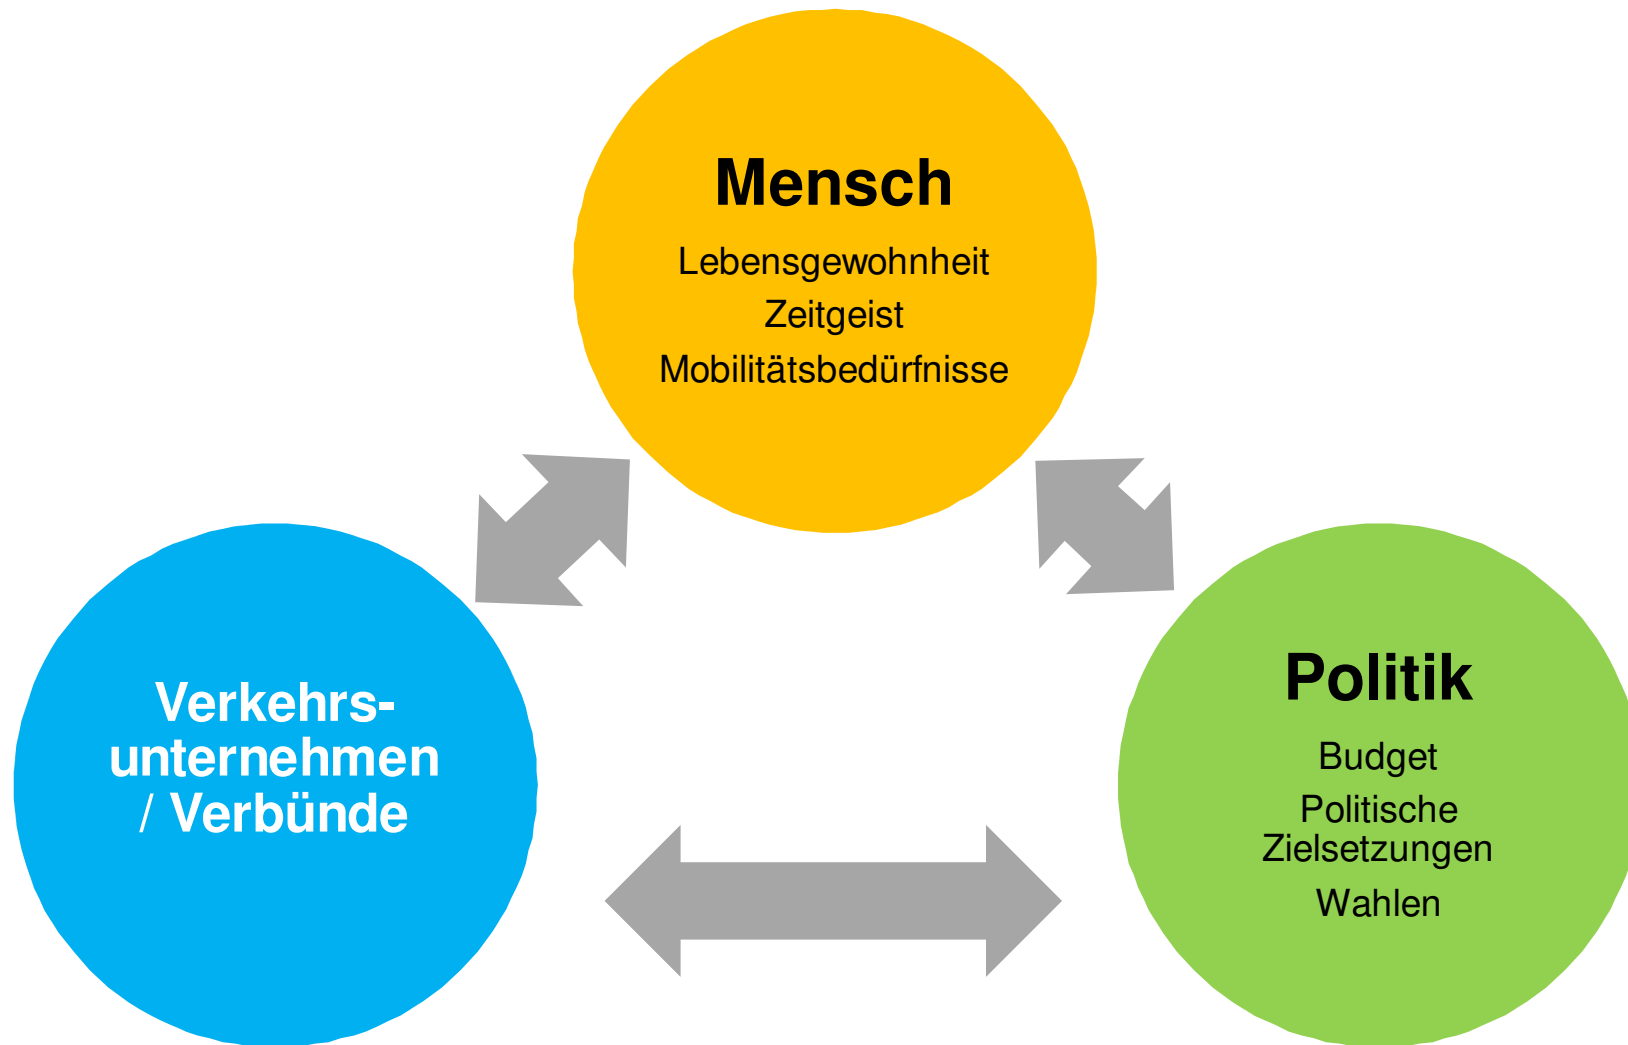 Mensch
Lebensgewohnheit
Zeitgeist
Mobilitätsbedürfnisse
Verkehrs-
unternehmen
/ Verbünde
Politik
Budget
Politische
Zielsetzungen
Wahlen